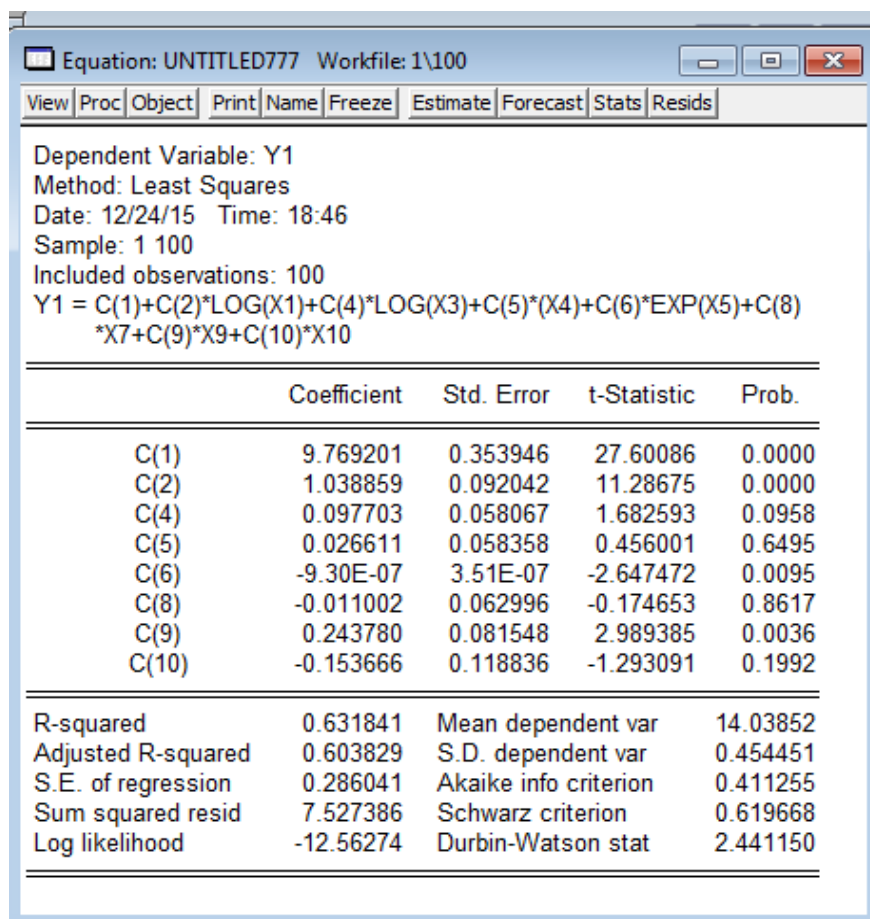 Equation: UNTITLED777 Workfile: 1\100
View Proc Object Print Name Freeze Estimate Forecast Stats Resids
Dependent Variable: Y1
Method: Least Squares
Date: 12/24/15 Time: 18:46
Sample: 1 100
Included observations: 100
Y1 = C(1)+C(2)*LOG(X1)+C(4)*LOG(X3)+C(5)*(X4)+C(6)*EXP(X5)+C(8)
*X7+C(9)*X9+C(10)*X10
Coefficient Std. Error t-Statistic Prob.
C(1) 9.769201 0.353946 27.60086 0.0000
C(2) 1.038859 0.092042 11.28675 0.0000
C(4) 0.097703 0.058067 1.682593 0.0958
C(5) 0.026611 0.058358 0.456001 0.6495
C(6) -9.30E-07 3.51E-07 -2.647472 0.0095
C(8) -0.011002 0.062996 -0.174653 0.8617
C(9) 0.243780 0.081548 2.989385 0.0036
C(10) -0.153666 0.118836 -1.293091 0.1992
R-squared 0.631841 Mean dependent var 14.03852
Adjusted R-squared 0.603829 S.D. dependent var 0.454451
S.E. of regression 0.286041 Akaike info criterion 0.411255
Sum squared resid 7.527386 Schwarz criterion 0.619668
Log likelihood -12.56274 Durbin-Watson stat 2.441150